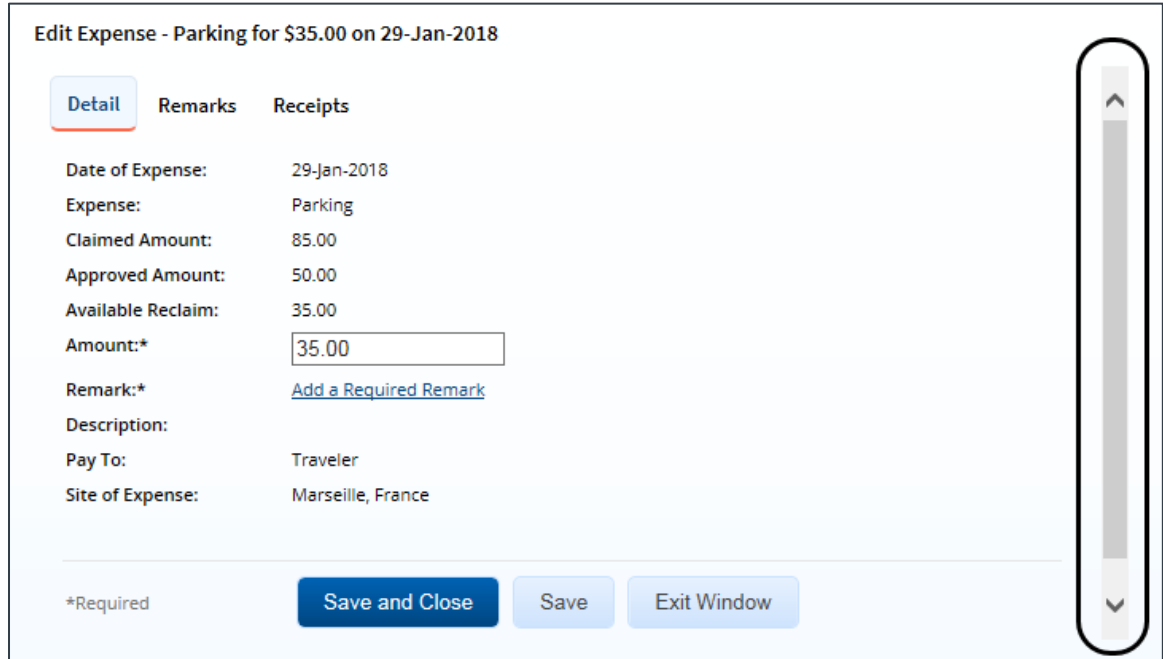 Edit Expense - Parking for $35.00 on 29-Jan-2018
Detail Remarks Receipts
Date of Expense: 29-Jan-2018
Expense: Parking
Claimed Amount: 85.00
Approved Amount: 50.00
Available Reclaim: 35.00
Amount:* 35.00
Remark:* Add a Required Remark
Description:
Pay To: Traveler
Site of Expense: Marseille, France
*Required Save and Close Save Exit Window